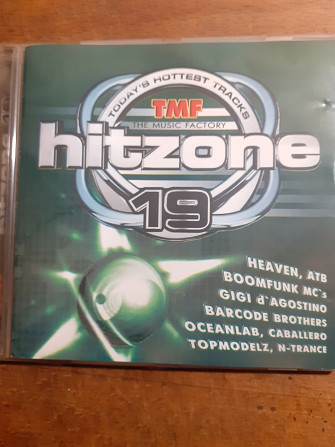 TODAY'S HOTTEST TRACKS
TMF
THE MUSIC FACTORY
hitzone
19
HEAVEN, ATB
BOOMFUNK MC's
GIGI d'AGOSTINO
BARCODE BROTHERS
OCEANLAB, CABALLERO
TOPMODELZ, N-TRANCE